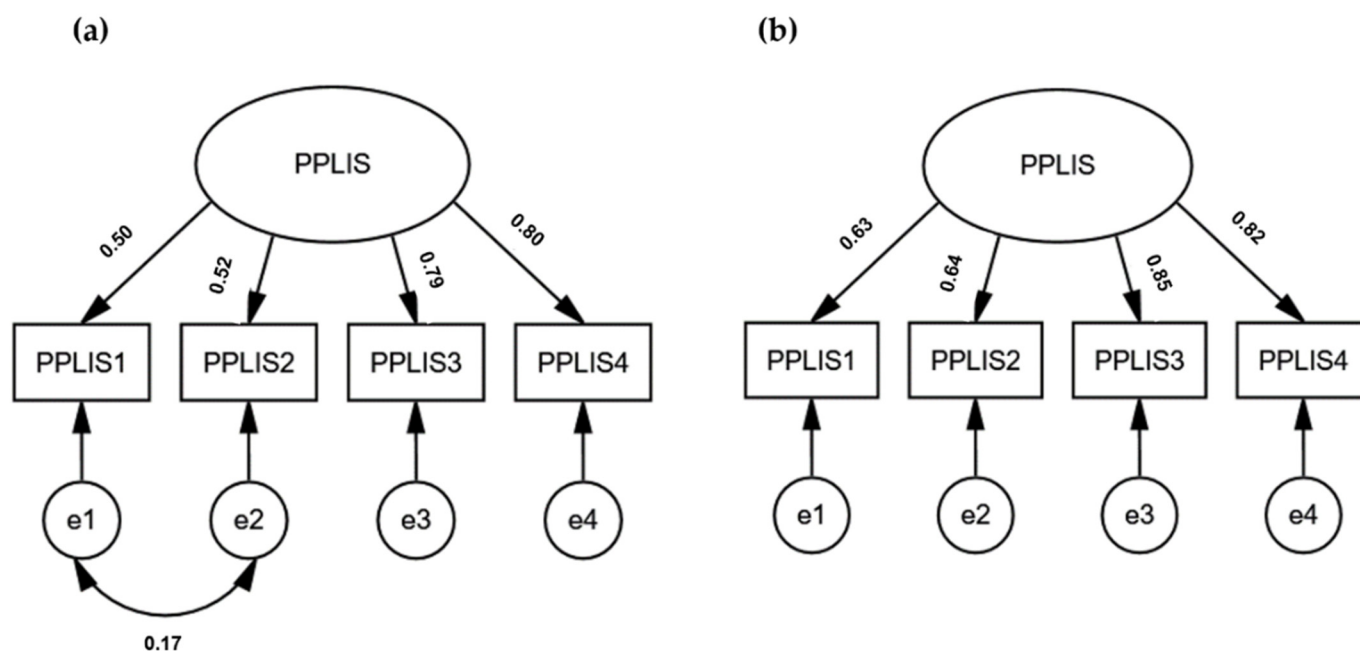 (a)
PPLIS
0.50
0.52
0.79
0.80
PPLIS1
PPLIS2
PPLIS3
PPLIS4
e1
e2
e3
e4
0.17
(b)
PPLIS
0.63
0.64
0.85
0.82
PPLIS1
PPLIS2
PPLIS3
PPLIS4
e1
e2
e3
e4